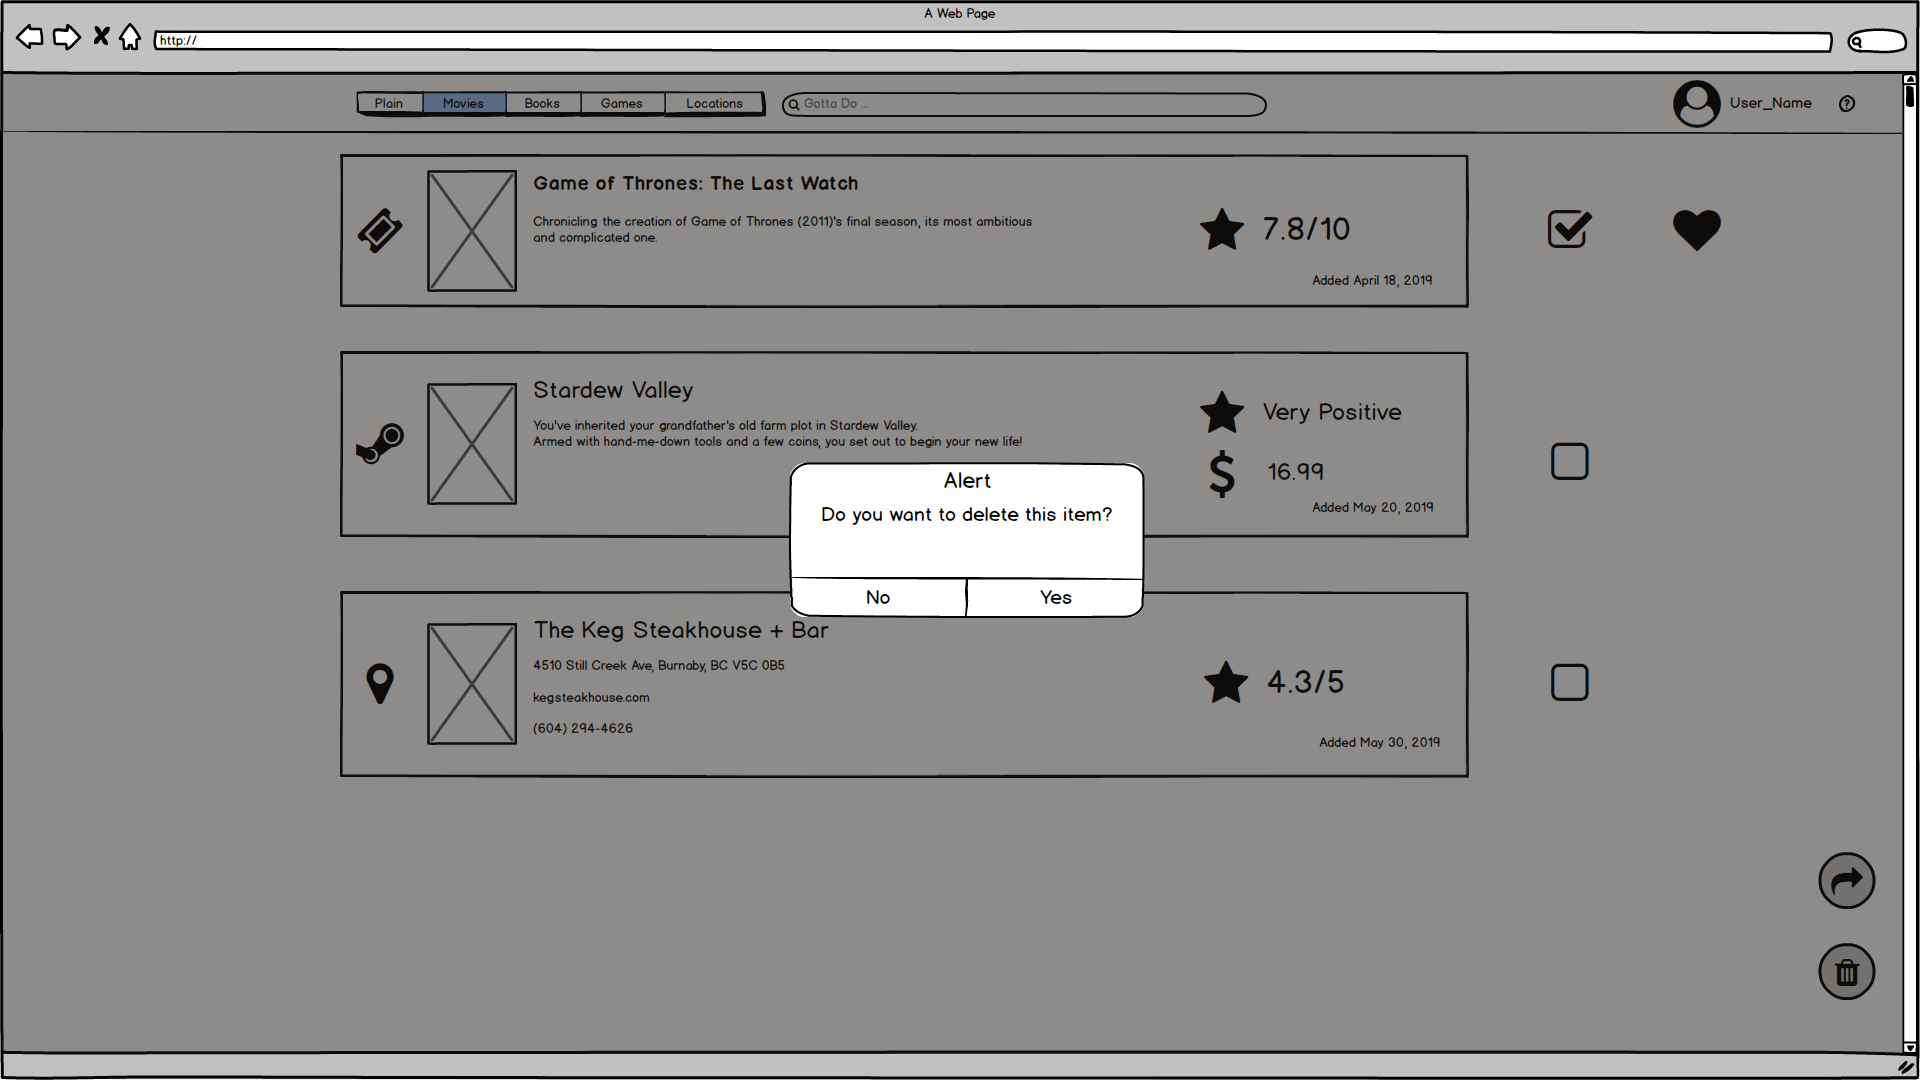 A Web Page
http://
Plain Movies Books Games Locations
Gotta Do ...
User_Name
?
Game of Thrones: The Last Watch
Chronicling the creation of Game of Thrones (2011)'s final season, its most ambitious
and complicated one.
7.8/10
Added April 18, 2019
Stardew Valley
You've inherited your grandfather's old farm plot in Stardew Valley.
Armed with hand-me-down tools and a few coins, you set out to begin your new life!
Very Positive
$ 16.99
Added May 20, 2019
Alert
Do you want to delete this item?
No Yes
The Keg Steakhouse + Bar
4510 Still Creek Ave, Burnaby, BC V5C 0B5
kegsteakhouse.com
(604) 294-4626
4.3/5
Added May 30, 2019